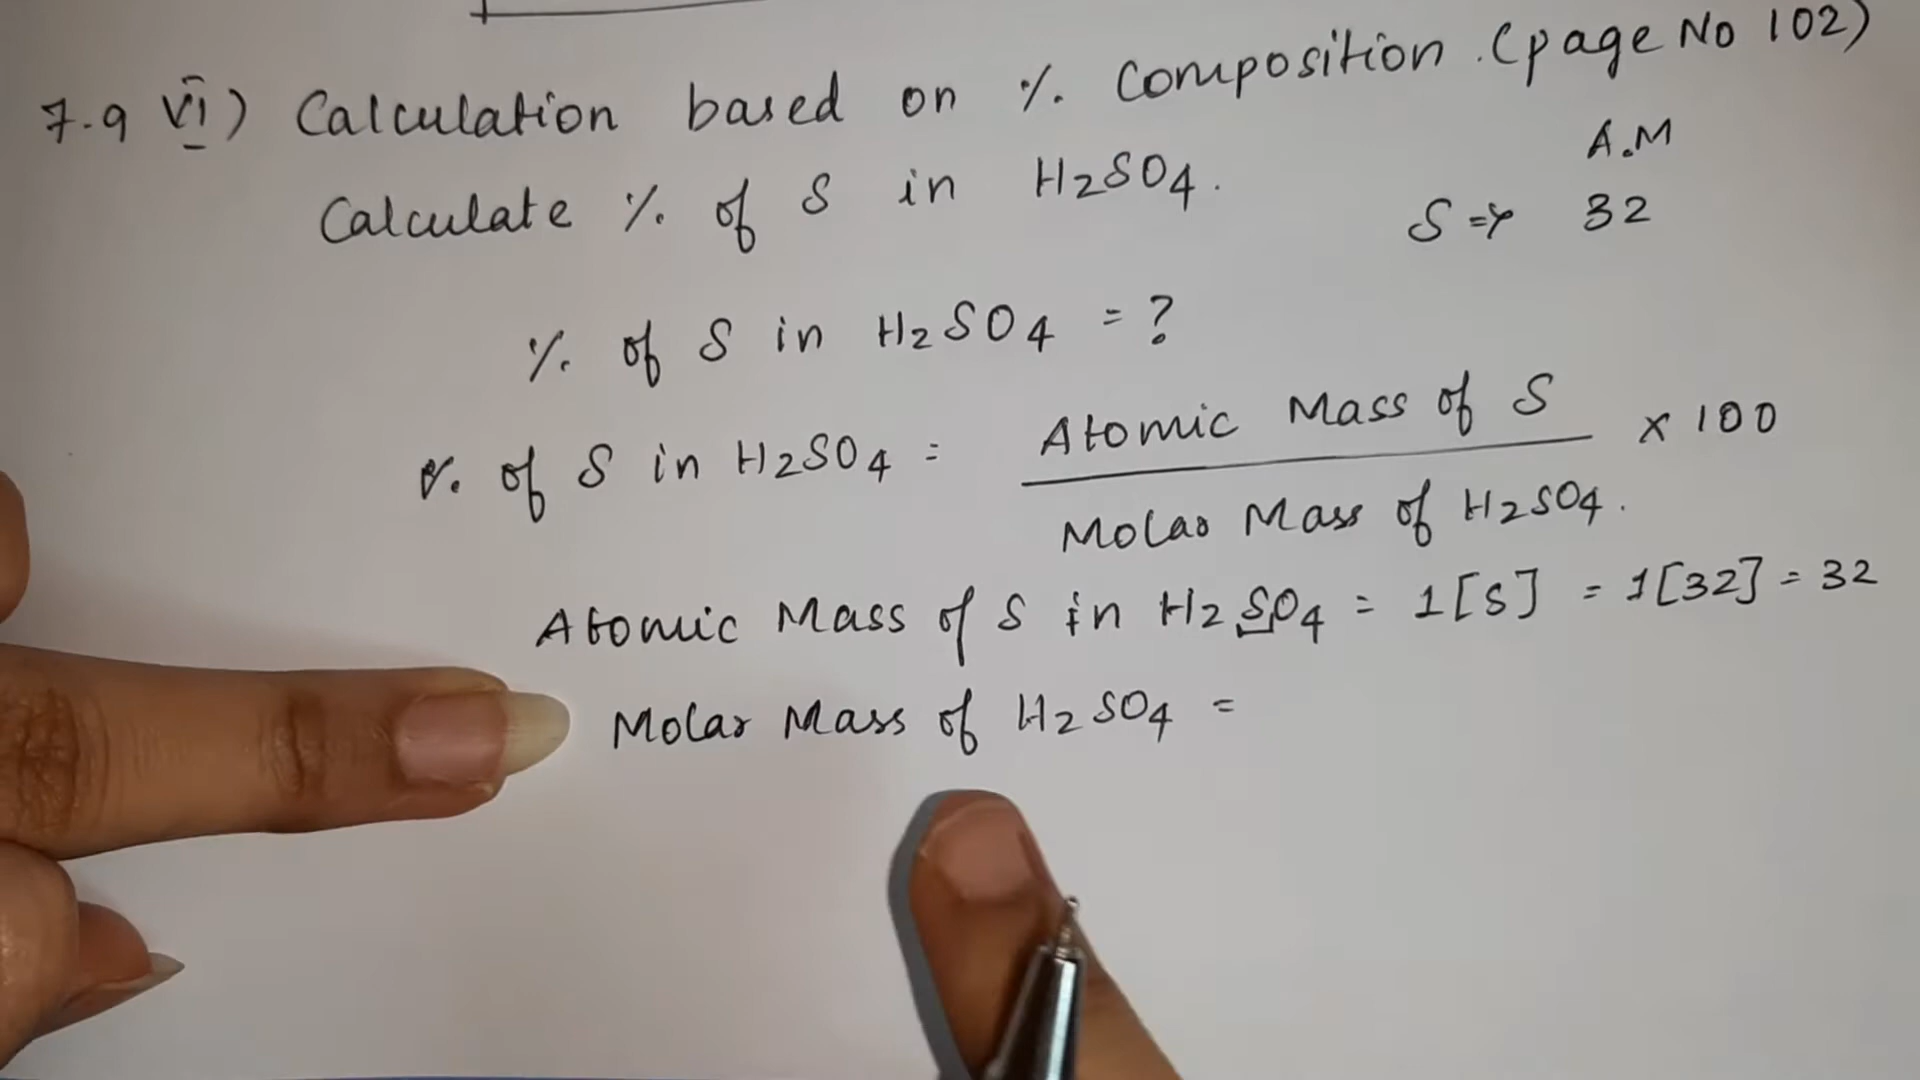 7.9 vi) Calculation based on % Composition. (page No 102)
Calculate % of S in H2SO4.
A.M
S => 32
% of S in H2SO4 = ?
%. of S in H2SO4 = Atomic Mass of S × 100
Molar Mass of H2SO4.
Atomic Mass of S in H2SO4 = 1[S] = 1[32] = 32
Molar Mass of H2SO4 =